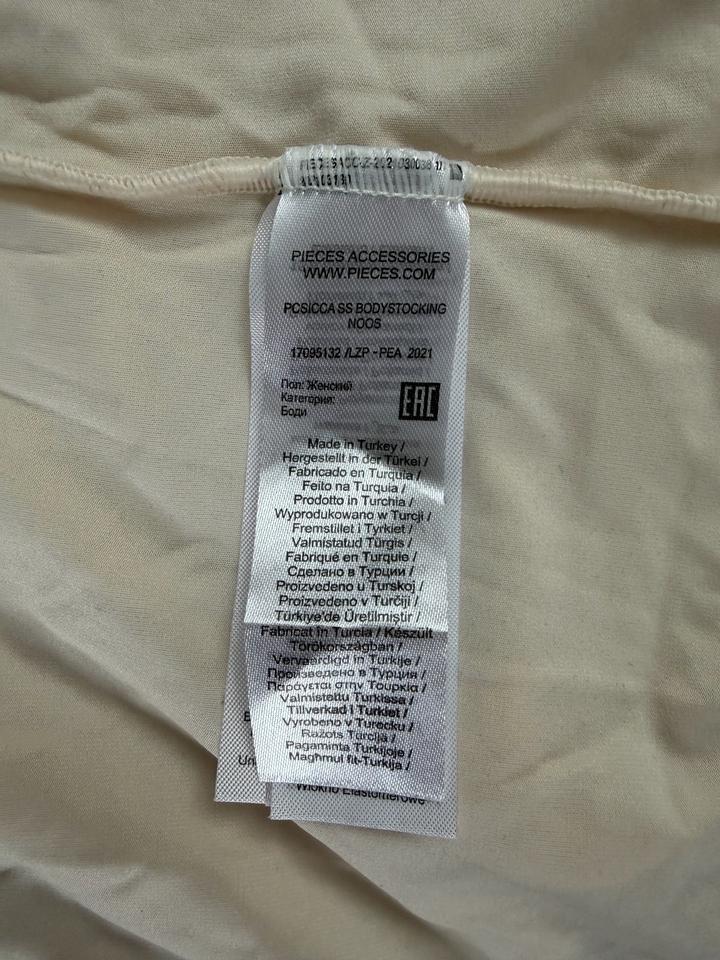 PIECES ACCESSORIES
WWW.PIECES.COM
PCSICCA SS BODYSTOCKING
NOOS
17095132 /LZP -PEA 2021
Пол: Женский
Категория:
Боди
EAC
Made in Turkey /
Hergestellt in der Türkei /
Fabricado en Turquia /
Feito na Turquia /
Prodotto in Turchia /
Wyprodukowano w Turcji /
Fremstillet i Tyrkiet /
Valmistatud Türgis /
Fabriqué en Turquie /
Сделано в Турции /
Proizvedeno u Turskoj /
Proizvedeno v Turčiji /
Türkiye'de Üretilmiştir /
Fabricat in Turcia / Készült
Törökországban /
Vervaardigd in Turkije /
Произведено в Турция /
Παράγεται στην Τουρκία /
Valmistettu Turkissa /
Tillverkad i Turkiet /
Vyrobeno v Turecku /
Ražots Turcija /
Pagaminta Turkijoje /
Magħmul fit-Turkija /
Włókno Elastomerowe